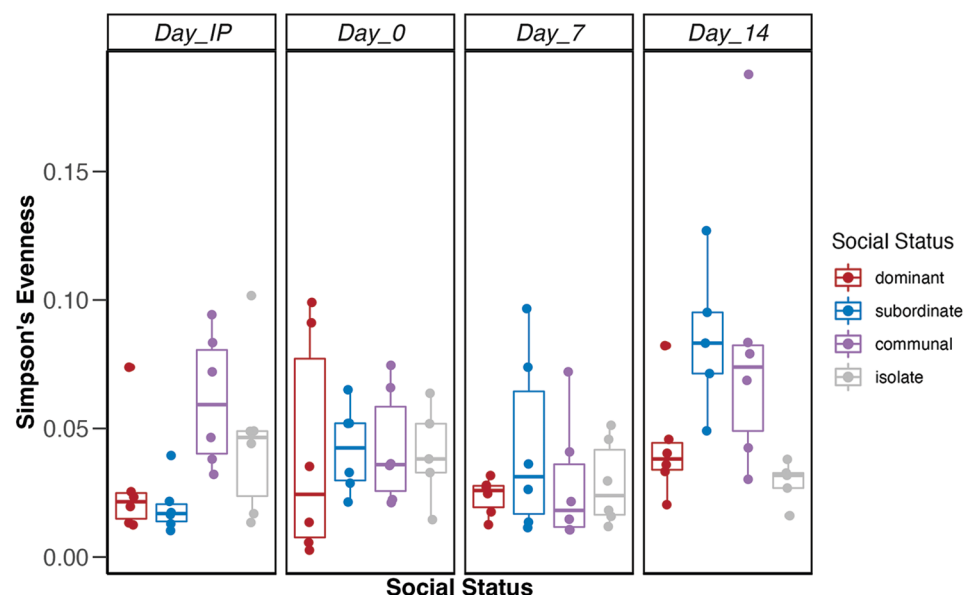 Day_IP
Day_0
Day_7
Day_14
Simpson's Evenness
0.15
0.10
0.05
0.00
Social Status
Social Status
dominant
subordinate
communal
isolate